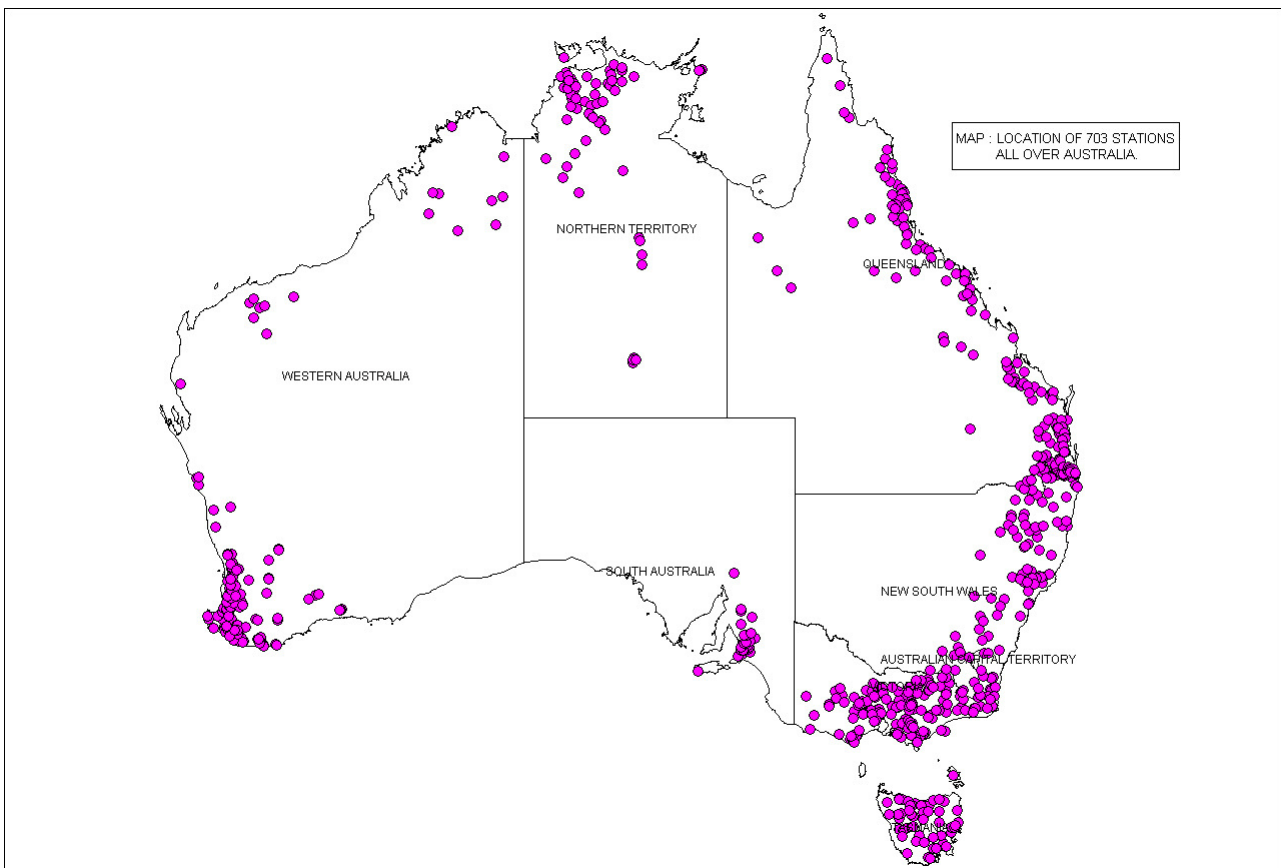 MAP : LOCATION OF 703 STATIONS
ALL OVER AUSTRALIA.
NORTHERN TERRITORY
QUEENSLAND
WESTERN AUSTRALIA
SOUTH AUSTRALIA
NEW SOUTH WALES
AUSTRALIAN CAPITAL TERRITORY
TASMANIA